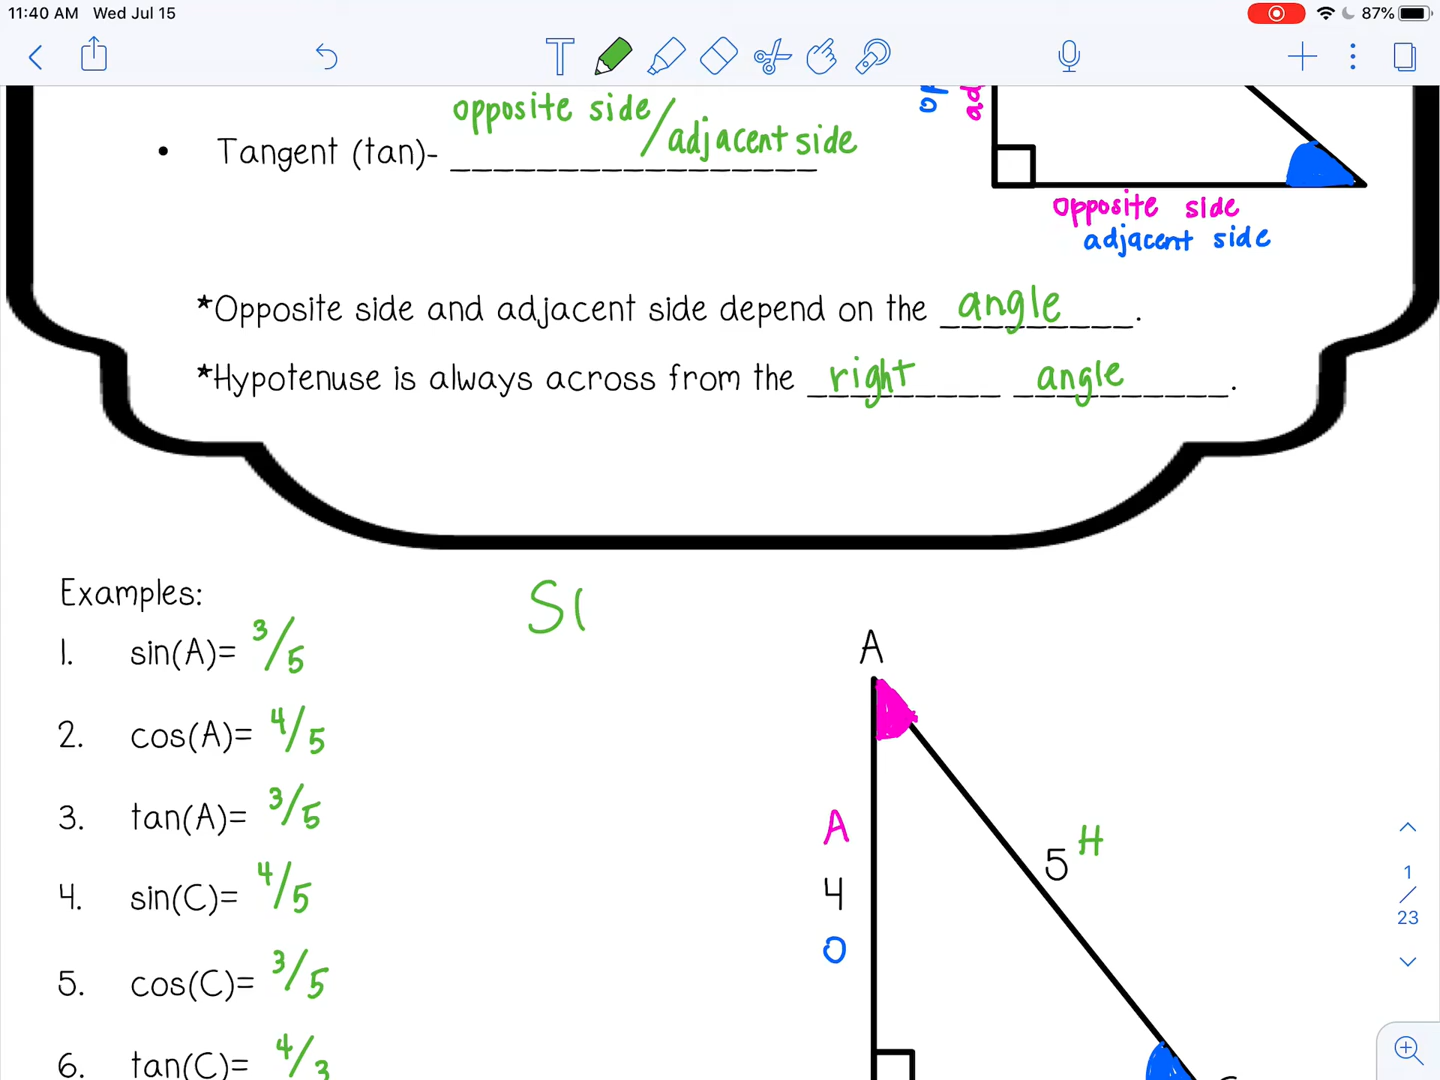 11:40 AM Wed Jul 15
87%
opposite side/adjacent side
• Tangent (tan)- _________________
opposite side
adjacent side
*Opposite side and adjacent side depend on the angle.
*Hypotenuse is always across from the right angle.
Examples:
SI
1. sin(A)= 3/5
2. cos(A)= 4/5
3. tan(A)= 3/5
4. sin(C)= 4/5
5. cos(C)= 3/5
6. tan(C)= 4/3
A
A
4
O
5 H
1
/
23